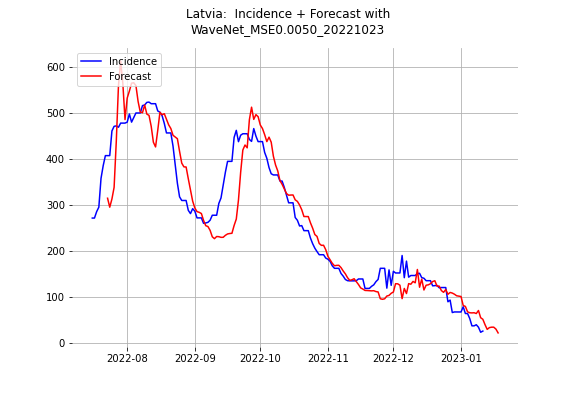 Latvia:  Incidence + Forecast with
WaveNet_MSE0.0050_20221023
Incidence
Forecast
600
500
400
300
200
100
0
2022-08 2022-09 2022-10 2022-11 2022-12 2023-01